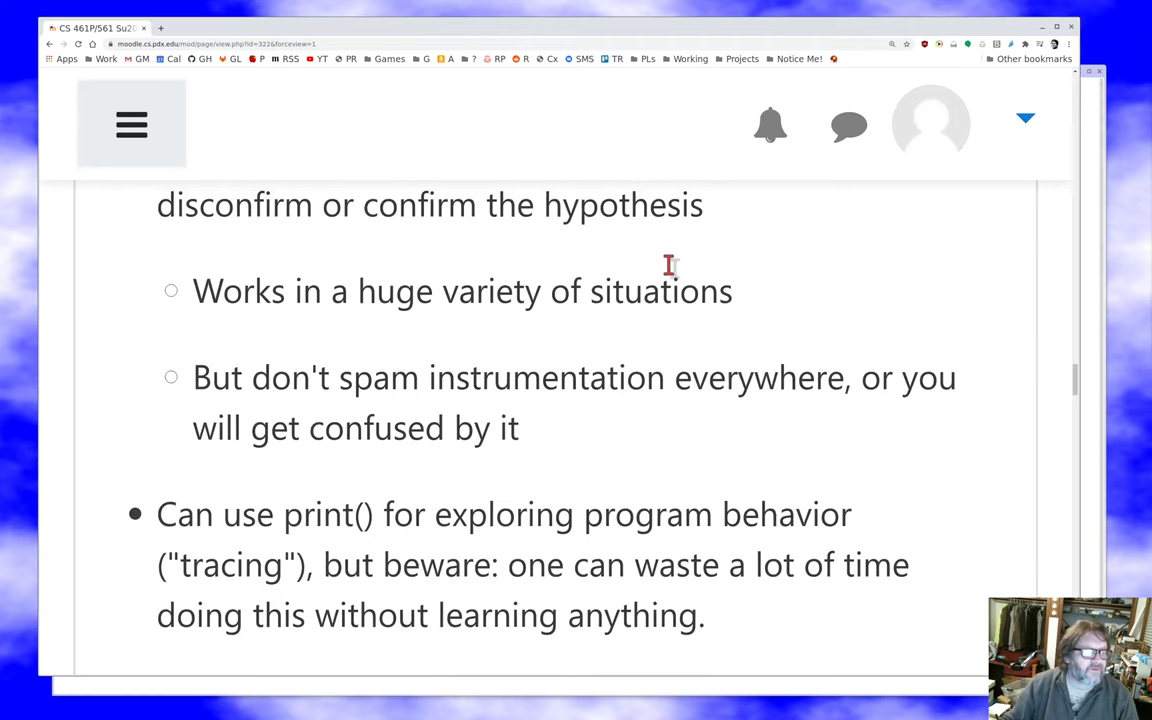 CS 461P/561 Su20
moodle.cs.pdx.edu/mod/page/view.php?id=322&forceview=1
Apps Work GM Cal GH GL P RSS YT PR Games G A ? RP R Cx SMS TR PLs Working Projects Notice Me! Other bookmarks
disconfirm or confirm the hypothesis
Works in a huge variety of situations
But don't spam instrumentation everywhere, or you
will get confused by it
Can use print() for exploring program behavior
("tracing"), but beware: one can waste a lot of time
doing this without learning anything.